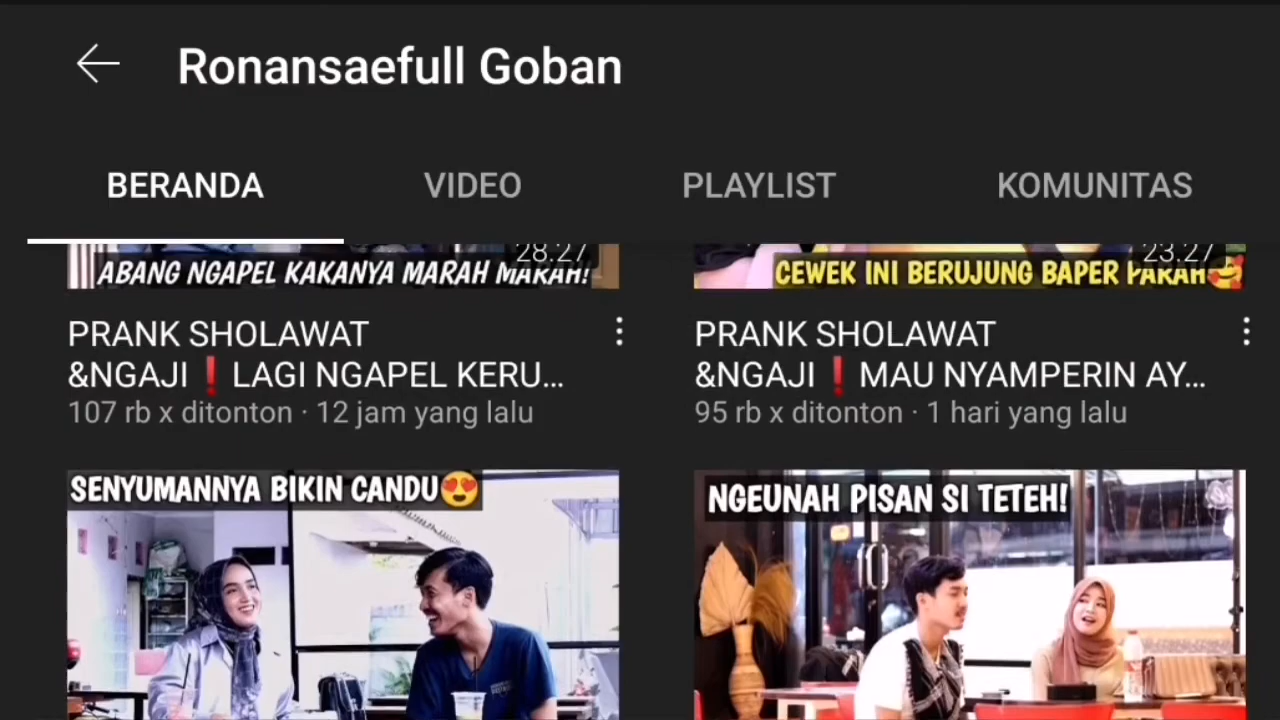 Ronansaefull Goban
BERANDA VIDEO PLAYLIST KOMUNITAS
28.27
ABANG NGAPEL KAKANYA MARAH MARAH!
23.27
CEWEK INI BERUJUNG BAPER PARAH🥰
PRANK SHOLAWAT
&NGAJI❗LAGI NGAPEL KERU...
107 rb x ditonton · 12 jam yang lalu
PRANK SHOLAWAT
&NGAJI❗MAU NYAMPERIN AY...
95 rb x ditonton · 1 hari yang lalu
SENYUMANNYA BIKIN CANDU😍
NGEUNAH PISAN SI TETEH!